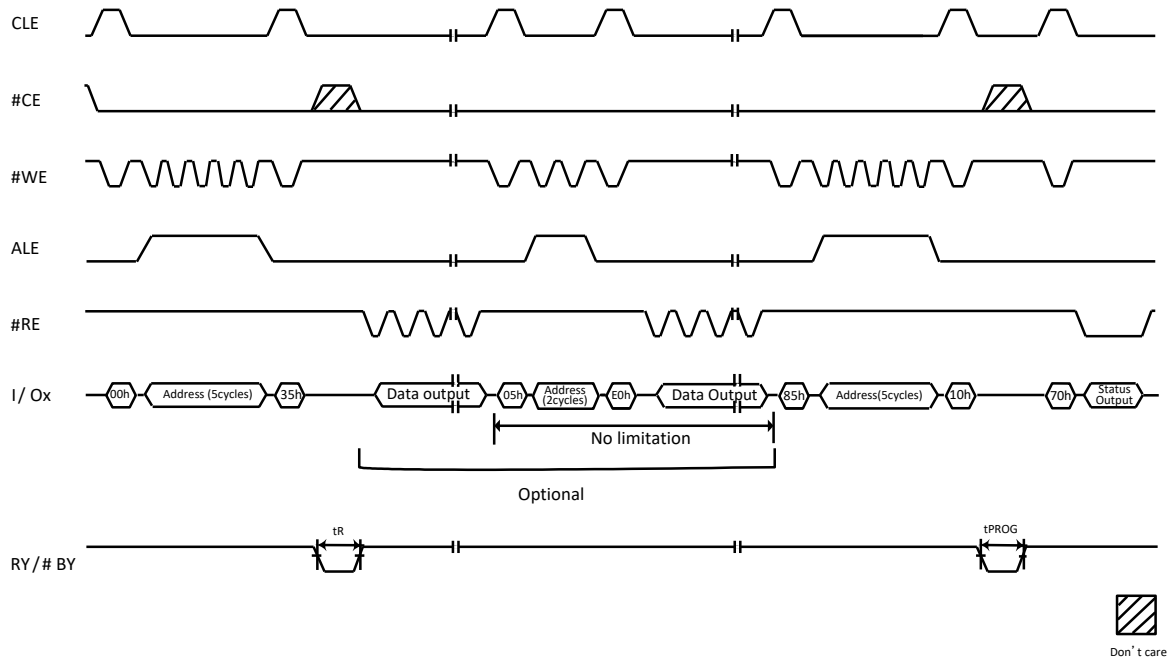 CLE
#CE
#WE
ALE
#RE
I/Ox
00h
Address (5cycles)
35h
Data output
05h
Address
(2cycles)
E0h
Data Output
85h
Address(5cycles)
10h
70h
Status
Output
No limitation
Optional
tR
tPROG
RY/# BY
Don't care